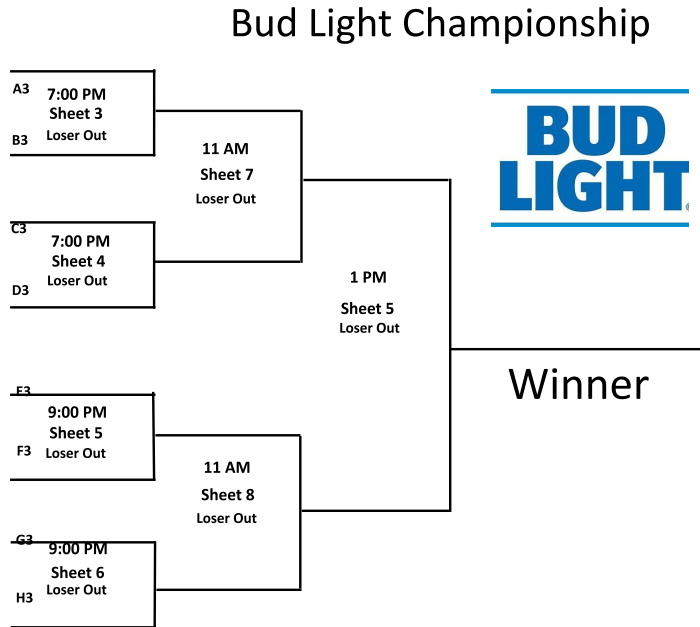 Bud Light Championship
A3
7:00 PM
Sheet 3
Loser Out
B3
11 AM
Sheet 7
Loser Out
BUD
LIGHT®
C3
7:00 PM
Sheet 4
Loser Out
D3
1 PM
Sheet 5
Loser Out
Winner
E3
9:00 PM
Sheet 5
Loser Out
F3
11 AM
Sheet 8
Loser Out
G3
9:00 PM
Sheet 6
Loser Out
H3